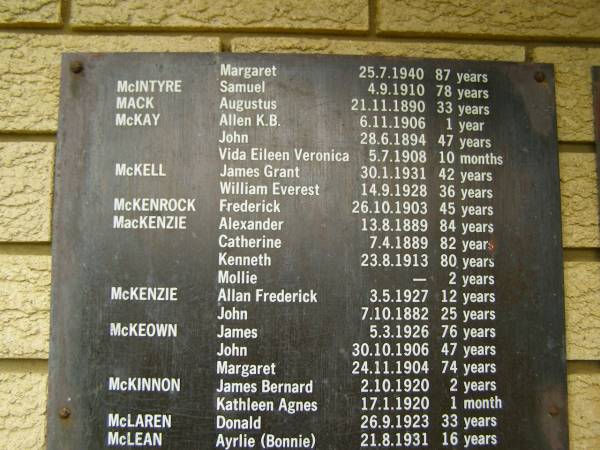 Margaret 25.7.1940 87 years
McINTYRE Samuel 4.9.1910 78 years
MACK Augustus 21.11.1890 33 years
McKAY Allen K.B. 6.11.1906 1 year
John 28.6.1894 47 years
Vida Eileen Veronica 5.7.1908 10 months
McKELL James Grant 30.1.1931 42 years
William Everest 14.9.1928 36 years
McKENROCK Frederick 26.10.1903 45 years
MacKENZIE Alexander 13.8.1889 84 years
Catherine 7.4.1889 82 years
Kenneth 23.8.1913 80 years
Mollie — 2 years
McKENZIE Allan Frederick 3.5.1927 12 years
John 7.10.1882 25 years
McKEOWN James 5.3.1926 76 years
John 30.10.1906 47 years
Margaret 24.11.1904 74 years
McKINNON James Bernard 2.10.1920 2 years
Kathleen Agnes 17.1.1920 1 month
McLAREN Donald 26.9.1923 33 years
McLEAN Ayrlie (Bonnie) 21.8.1931 16 years